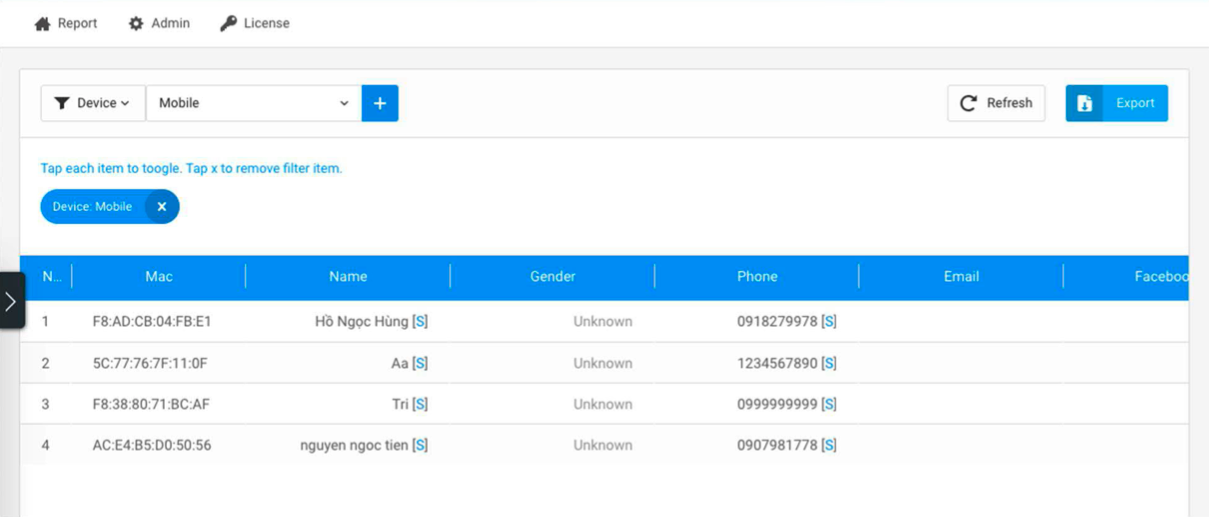 Report Admin License
Device Mobile + Refresh Export
Tap each item to toogle. Tap x to remove filter item.
Device: Mobile x
N... Mac Name Gender Phone Email Faceboo
1 F8:AD:CB:04:FB:E1 Hồ Ngọc Hùng [S] Unknown 0918279978 [S]
2 5C:77:76:7F:11:0F Aa [S] Unknown 1234567890 [S]
3 F8:38:80:71:BC:AF Tri [S] Unknown 0999999999 [S]
4 AC:E4:B5:D0:50:56 nguyen ngoc tien [S] Unknown 0907981778 [S]